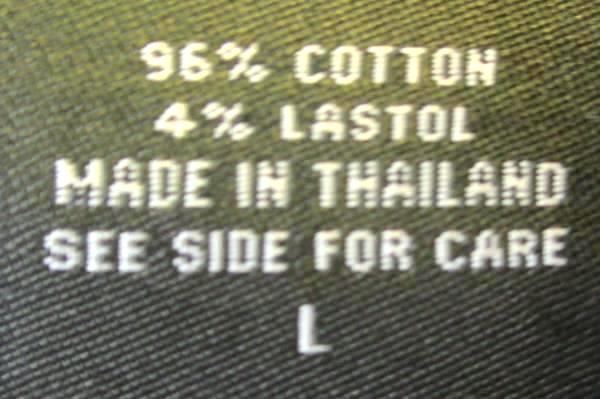 96% COTTON
4% LASTOL
MADE IN THAILAND
SEE SIDE FOR CARE
L